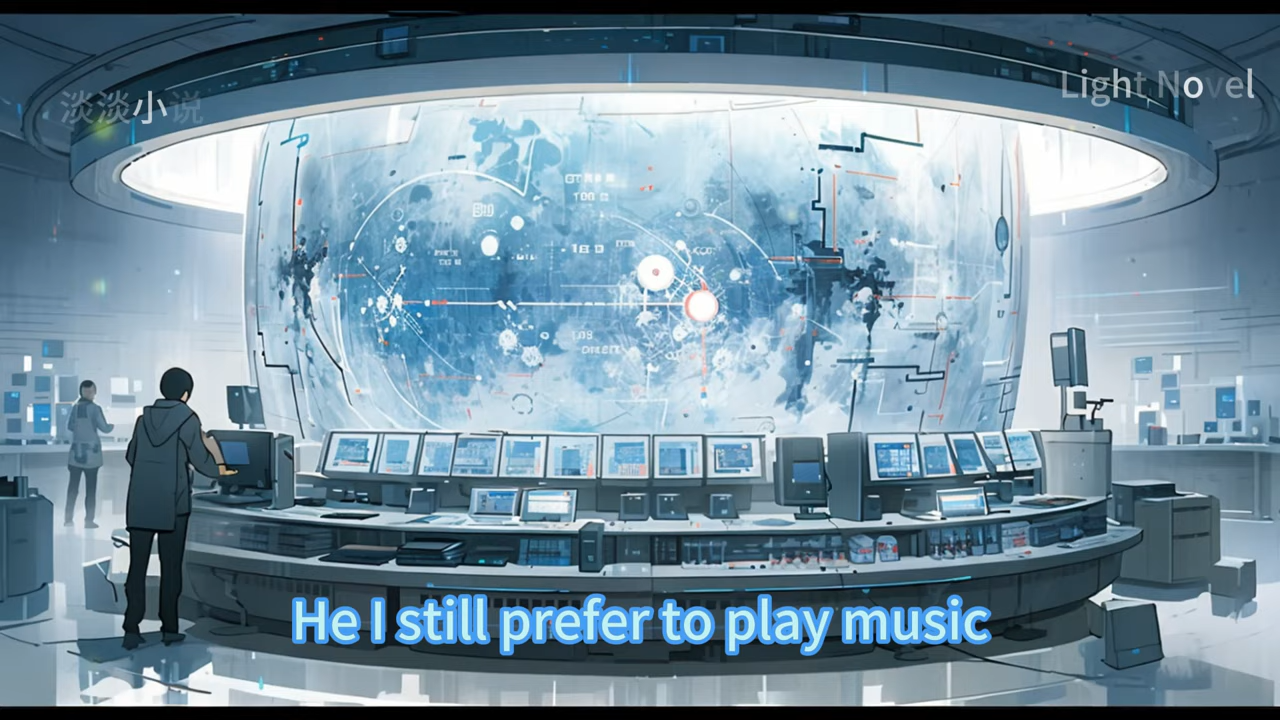 Light Novel
淡淡小说
He I still prefer to play music